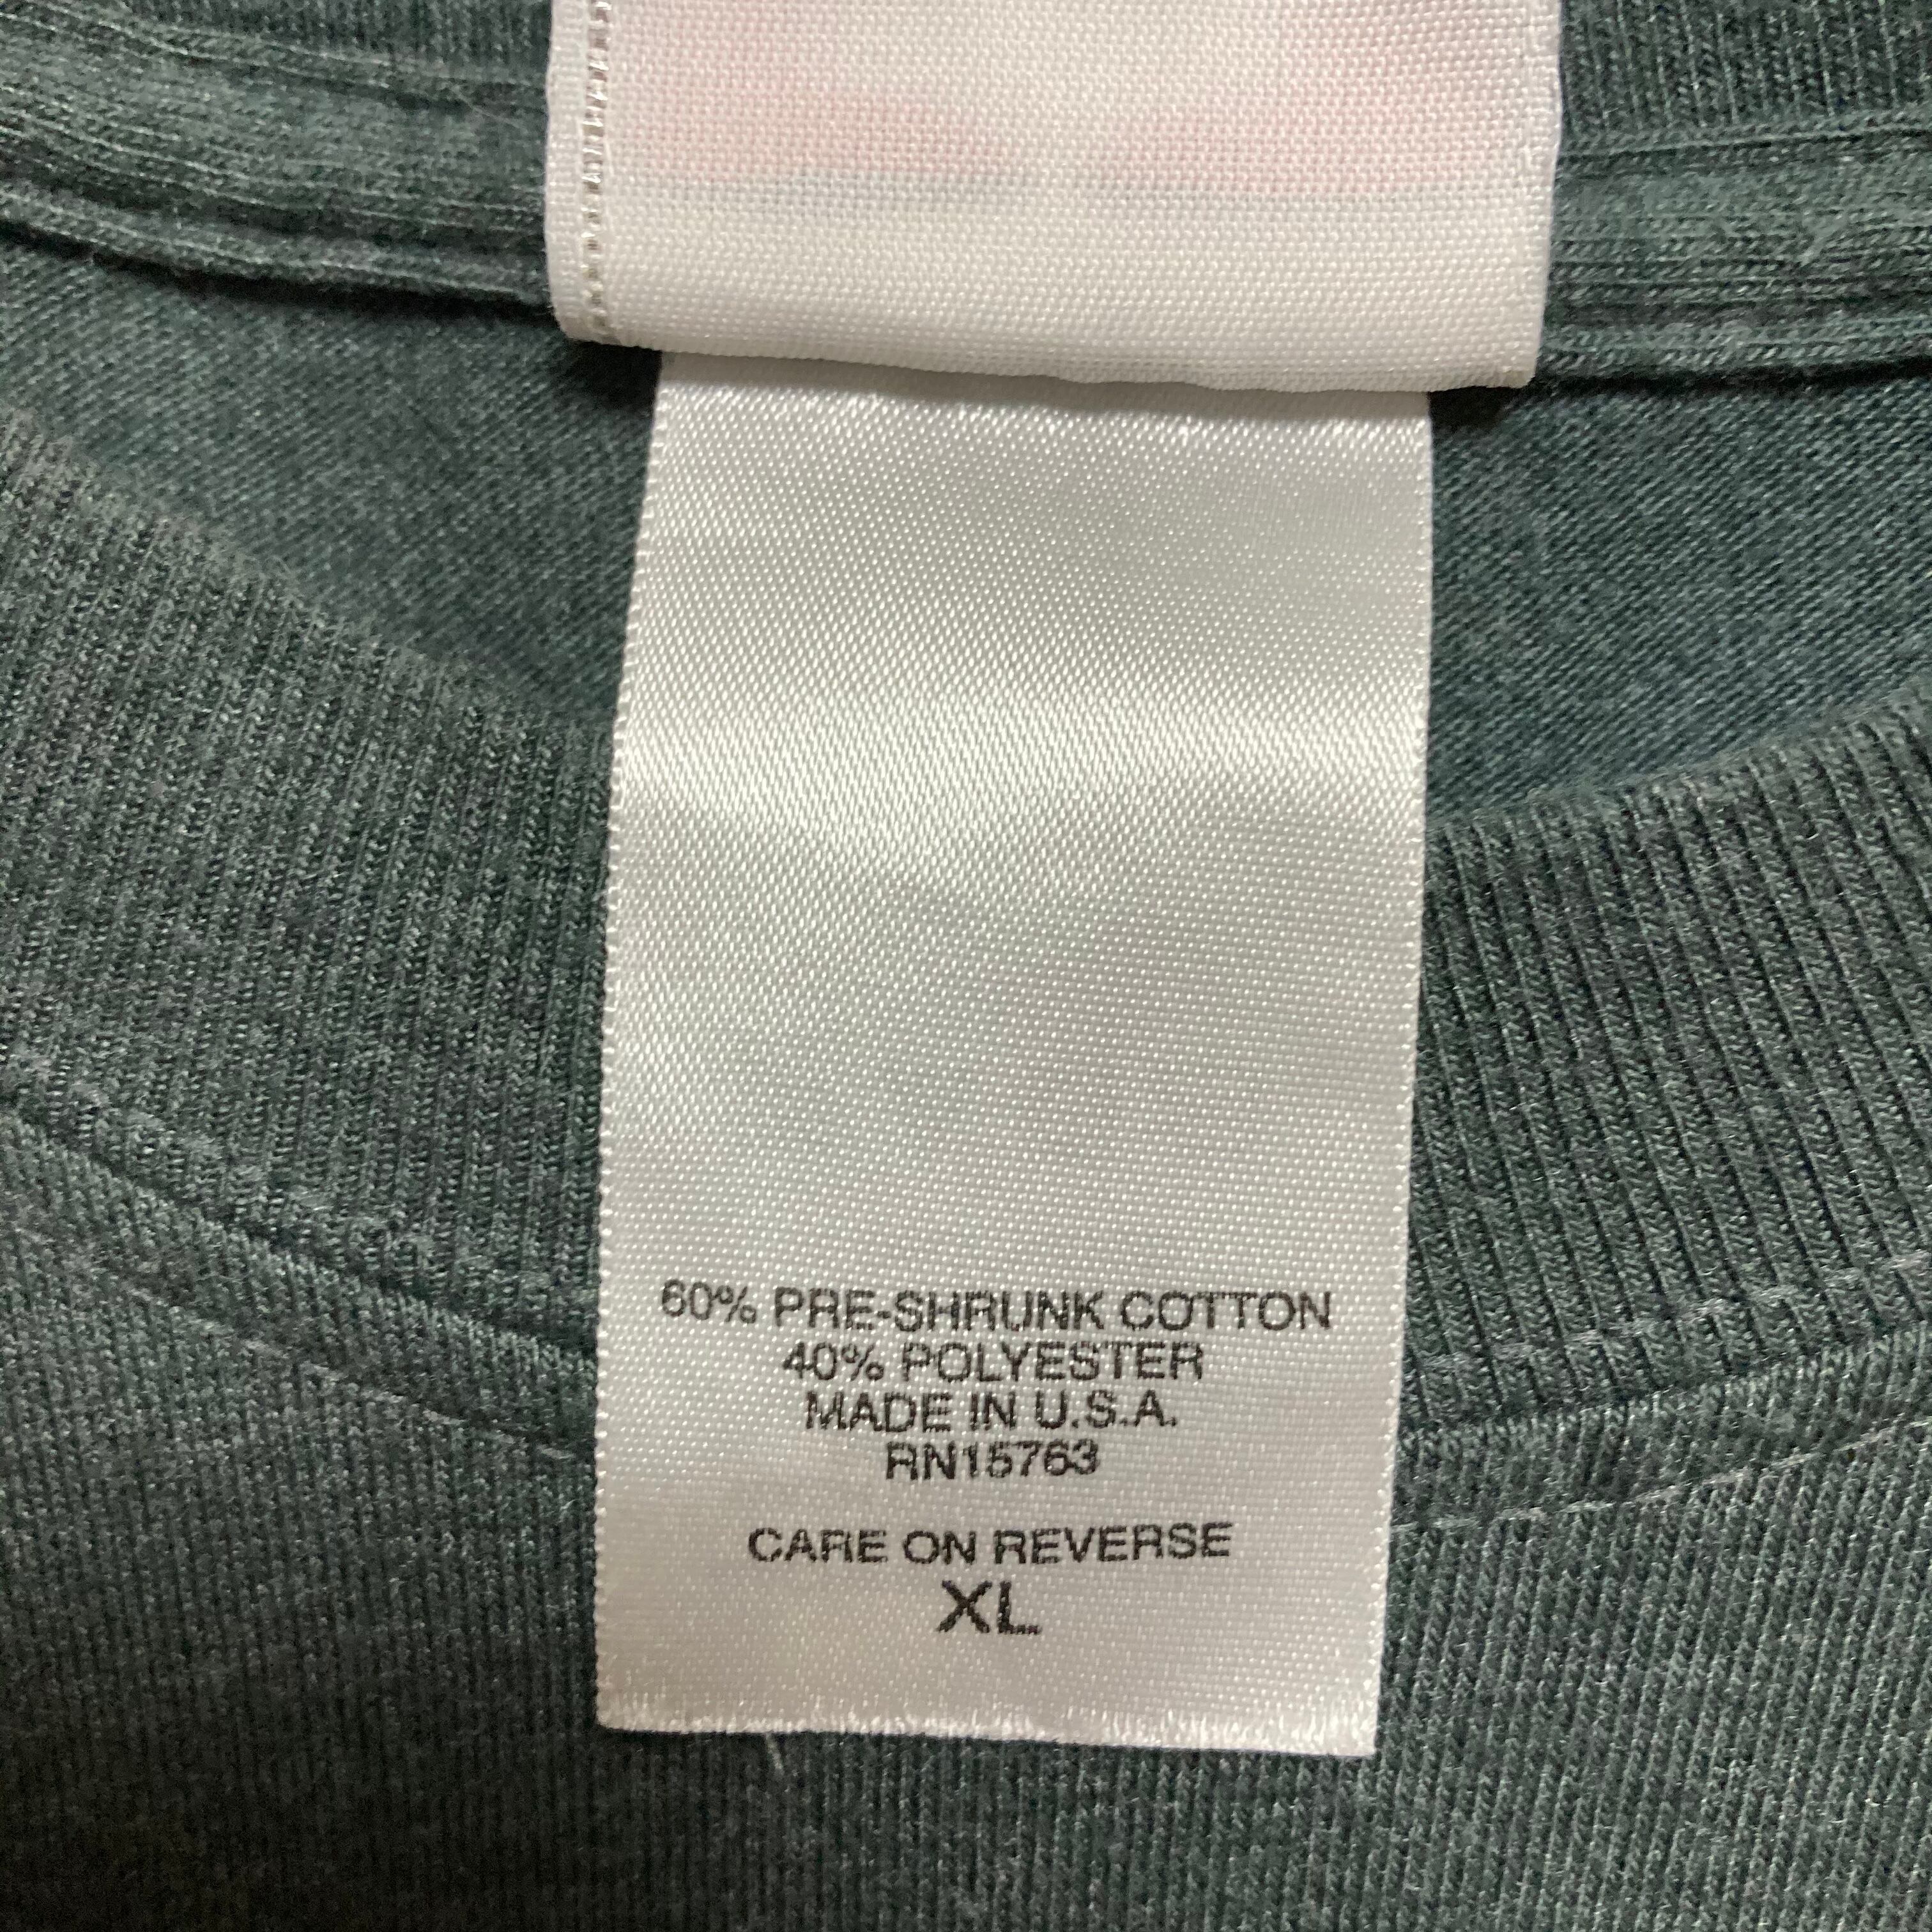 60% PRE-SHRUNK COTTON
40% POLYESTER
MADE IN U.S.A.
RN15763
CARE ON REVERSE
XL